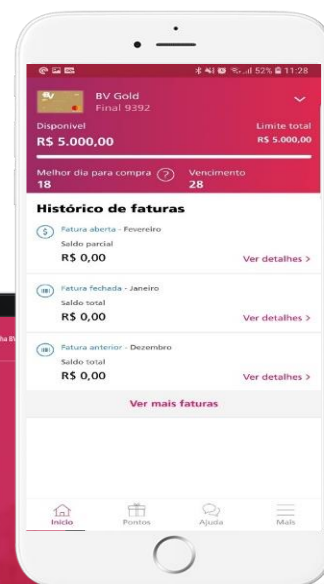 52% 11:28
BV Gold
Final 9392
Disponível
Limite total
R$ 5.000,00
R$ 5.000,00
Melhor dia para compra ?
Vencimento
18
28
Histórico de faturas
Fatura aberta - Fevereiro
Saldo parcial
R$ 0,00
Ver detalhes >
Fatura fechada - Janeiro
Saldo total
R$ 0,00
Ver detalhes >
Fatura anterior - Dezembro
Saldo total
R$ 0,00
Ver detalhes >
Ver mais faturas
Início
Pontos
Ajuda
Mais